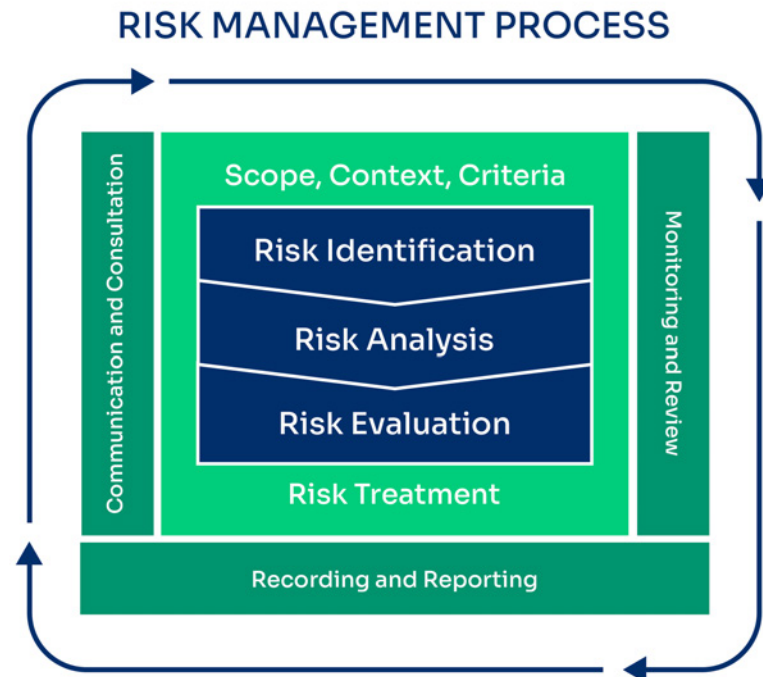 RISK MANAGEMENT PROCESS
Communication and Consultation
Scope, Context, Criteria
Risk Identification
Risk Analysis
Risk Evaluation
Risk Treatment
Monitoring and Review
Recording and Reporting